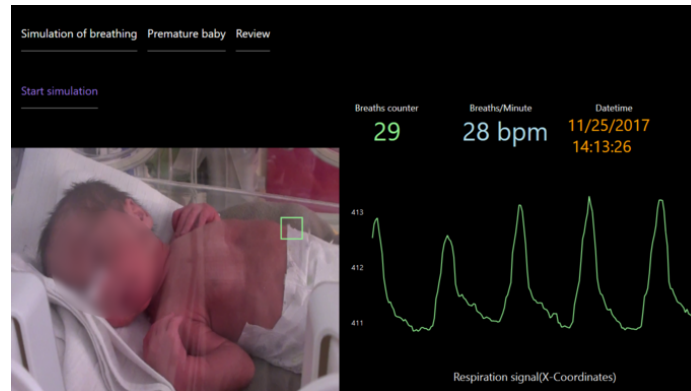 Simulation of breathing Premature baby Review
Start simulation
Breaths counter Breaths/Minute Datetime
29 28 bpm 11/25/2017
14:13:26
413
412
411
Respiration signal(X-Coordinates)